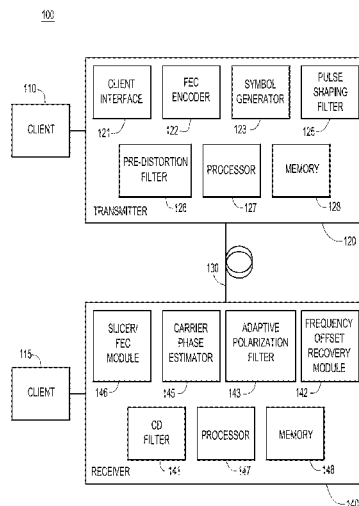 100
110
CLIENT
CLIENT INTERFACE
121
FEC ENCODER
122
SYMBOL GENERATOR
123
PULSE SHAPING FILTER
125
PRE-DISTORTION FILTER
126
PROCESSOR
127
MEMORY
128
TRANSMITTER
120
130
115
CLIENT
SLICER/ FEC MODULE
146
CARRIER PHASE ESTIMATOR
145
ADAPTIVE POLARIZATION FILTER
143
FREQUENCY OFFSET RECOVERY MODULE
142
CD FILTER
141
PROCESSOR
147
MEMORY
148
RECEIVER
140